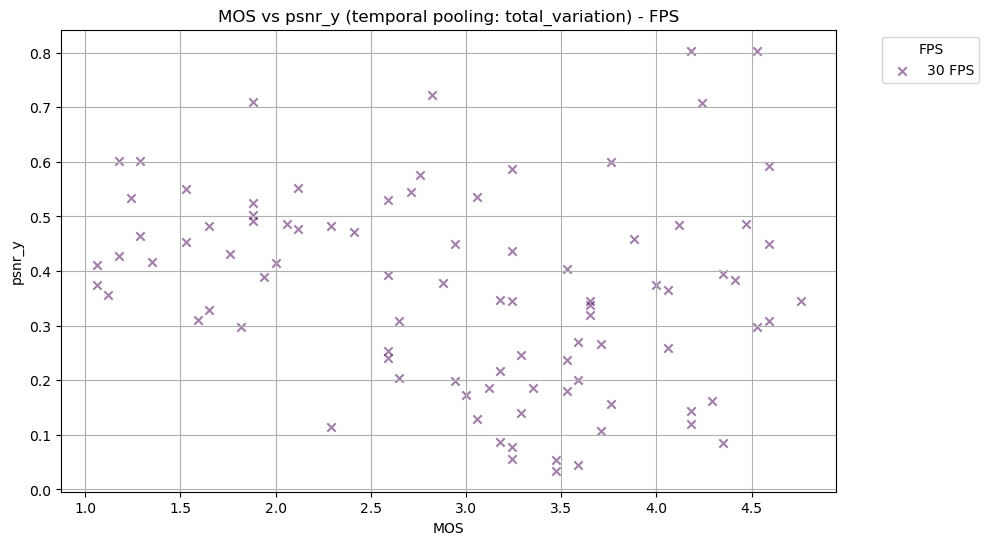 MOS vs psnr_y (temporal pooling: total_variation) - FPS
FPS
30 FPS
psnr_y
0.8
0.7
0.6
0.5
0.4
0.3
0.2
0.1
0.0
1.0 1.5 2.0 2.5 3.0 3.5 4.0 4.5
MOS